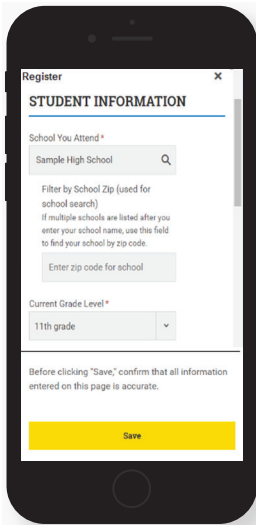 Register ×
STUDENT INFORMATION
School You Attend *
Sample High School
Filter by School Zip (used for
school search)
If multiple schools are listed after you
enter your school name, use this field
to find your school by zip code.
Enter zip code for school
Current Grade Level *
11th grade
Before clicking "Save," confirm that all information
entered on this page is accurate.
Save